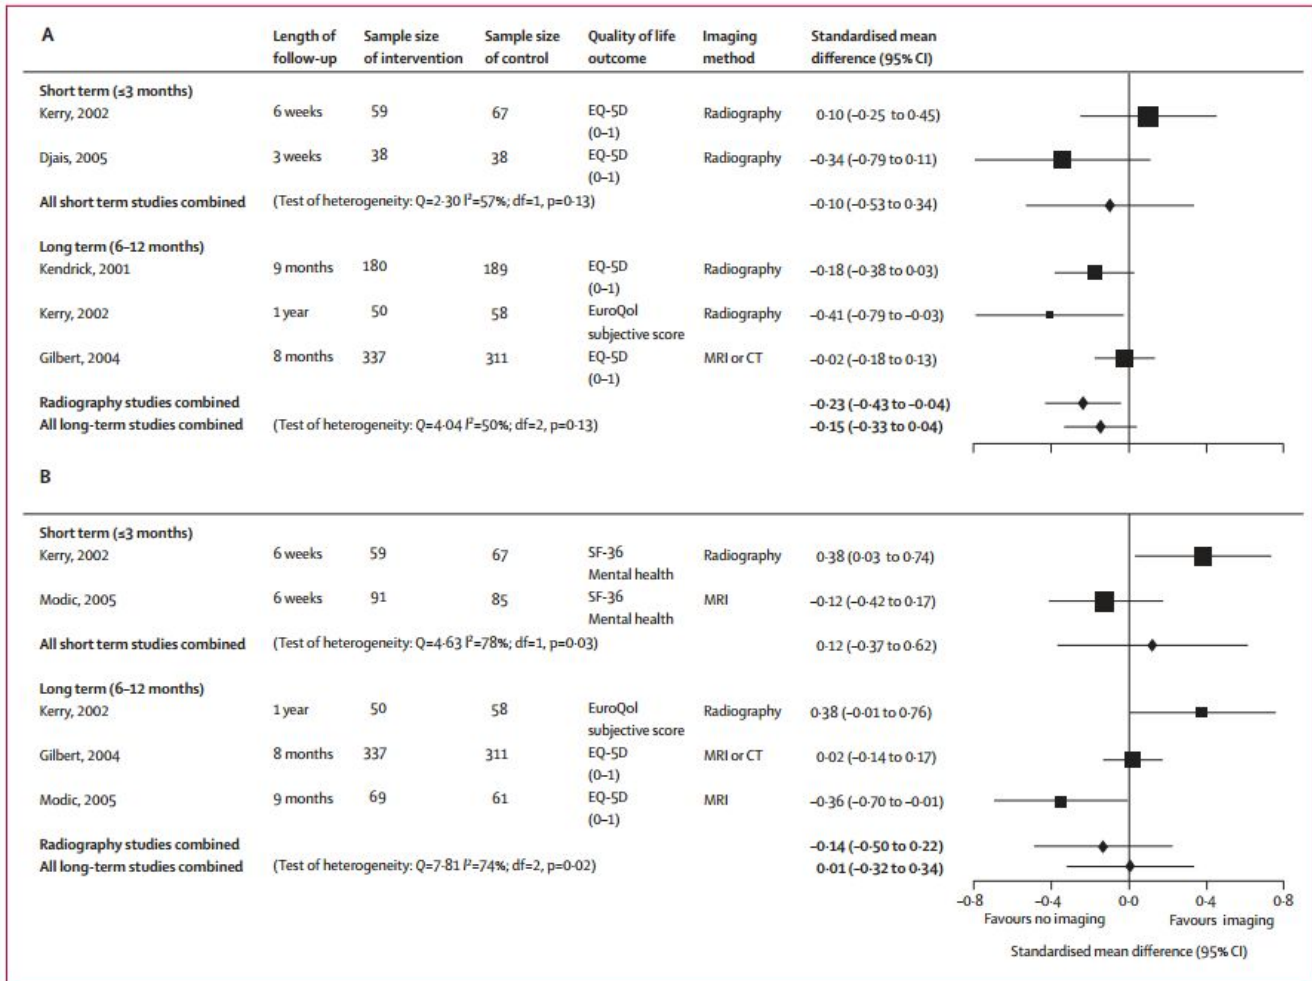 A
Length of follow-up Sample size of intervention Sample size of control Quality of life outcome Imaging method Standardised mean difference (95% CI)
Short term (≤3 months)
Kerry, 2002 6 weeks 59 67 EQ-5D (0–1) Radiography 0·10 (–0·25 to 0·45)
Djais, 2005 3 weeks 38 38 EQ-5D (0–1) Radiography –0·34 (–0·79 to 0·11)
All short term studies combined (Test of heterogeneity: Q=2·30 I²=57%; df=1, p=0·13) –0·10 (–0·53 to 0·34)
Long term (6–12 months)
Kendrick, 2001 9 months 180 189 EQ-5D (0–1) Radiography –0·18 (–0·38 to 0·03)
Kerry, 2002 1 year 50 58 EuroQol subjective score Radiography –0·41 (–0·79 to –0·03)
Gilbert, 2004 8 months 337 311 EQ-5D (0–1) MRI or CT –0·02 (–0·18 to 0·13)
Radiography studies combined –0·23 (–0·43 to –0·04)
All long-term studies combined (Test of heterogeneity: Q=4·04 I²=50%; df=2, p=0·13) –0·15 (–0·33 to 0·04)
B
Short term (≤3 months)
Kerry, 2002 6 weeks 59 67 SF-36 Mental health Radiography 0·38 (0·03 to 0·74)
Modic, 2005 6 weeks 91 85 SF-36 Mental health MRI –0·12 (–0·42 to 0·17)
All short term studies combined (Test of heterogeneity: Q=4·63 I²=78%; df=1, p=0·03) 0·12 (–0·37 to 0·62)
Long term (6–12 months)
Kerry, 2002 1 year 50 58 EuroQol subjective score Radiography 0·38 (–0·01 to 0·76)
Gilbert, 2004 8 months 337 311 EQ-5D (0–1) MRI or CT 0·02 (–0·14 to 0·17)
Modic, 2005 9 months 69 61 EQ-5D (0–1) MRI –0·36 (–0·70 to –0·01)
Radiography studies combined –0·14 (–0·50 to 0·22)
All long-term studies combined (Test of heterogeneity: Q=7·81 I²=74%; df=2, p=0·02) 0·01 (–0·32 to 0·34)
–0·8 –0·4 0·0 0·4 0·8
Favours no imaging Favours imaging
Standardised mean difference (95% CI)